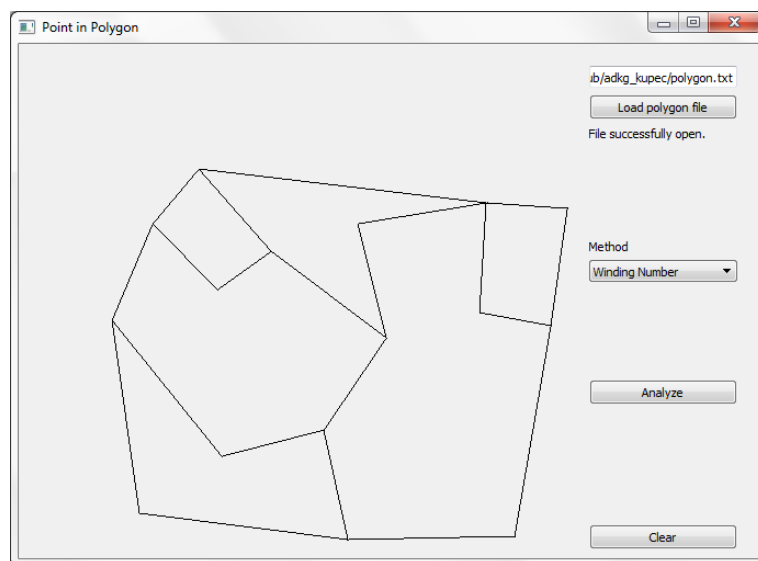 Point in Polygon
ub/adkg_kupec/polygon.txt
Load polygon file
File successfully open.
Method
Winding Number
Analyze
Clear